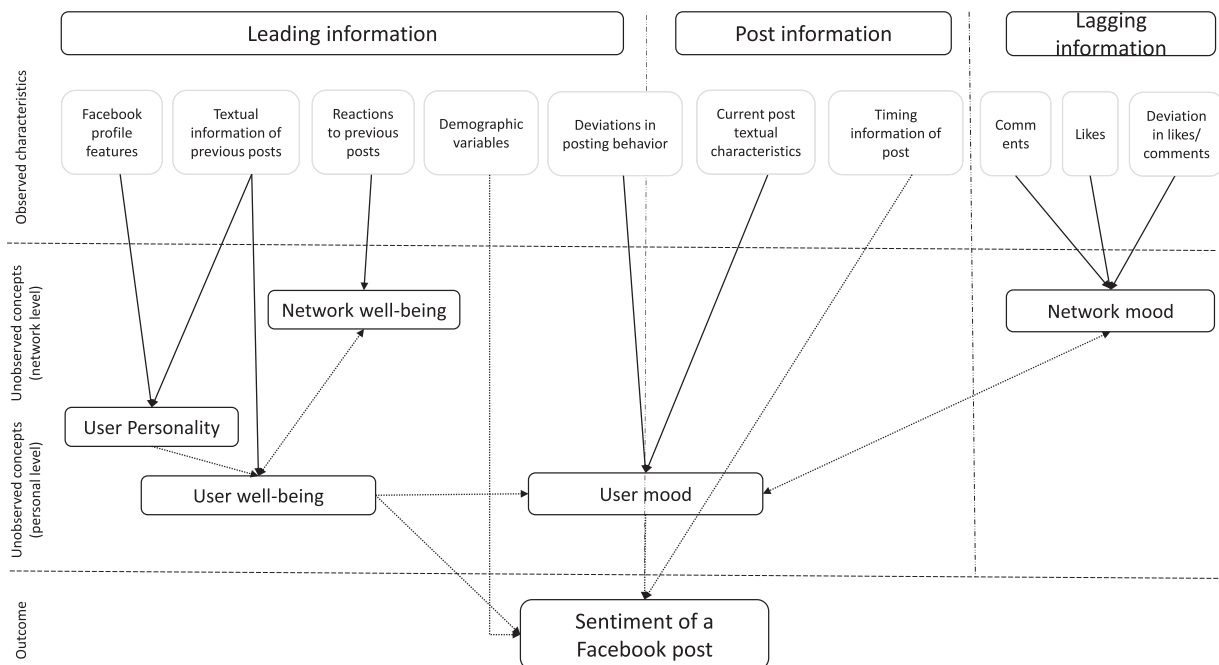 Leading information
Post information
Lagging
information
Observed characteristics
Facebook
profile
features
Textual
information of
previous posts
Reactions to
previous
posts
Demographic
variables
Deviations in
posting behavior
Current post
textual
characteristics
Timing
information of
post
Comm
ents
Likes
Deviation
in likes/
comments
Unobserved concepts
(network level)
Network well-being
Network mood
Unobserved concepts
(personal level)
User Personality
User well-being
User mood
Outcome
Sentiment of a
Facebook post